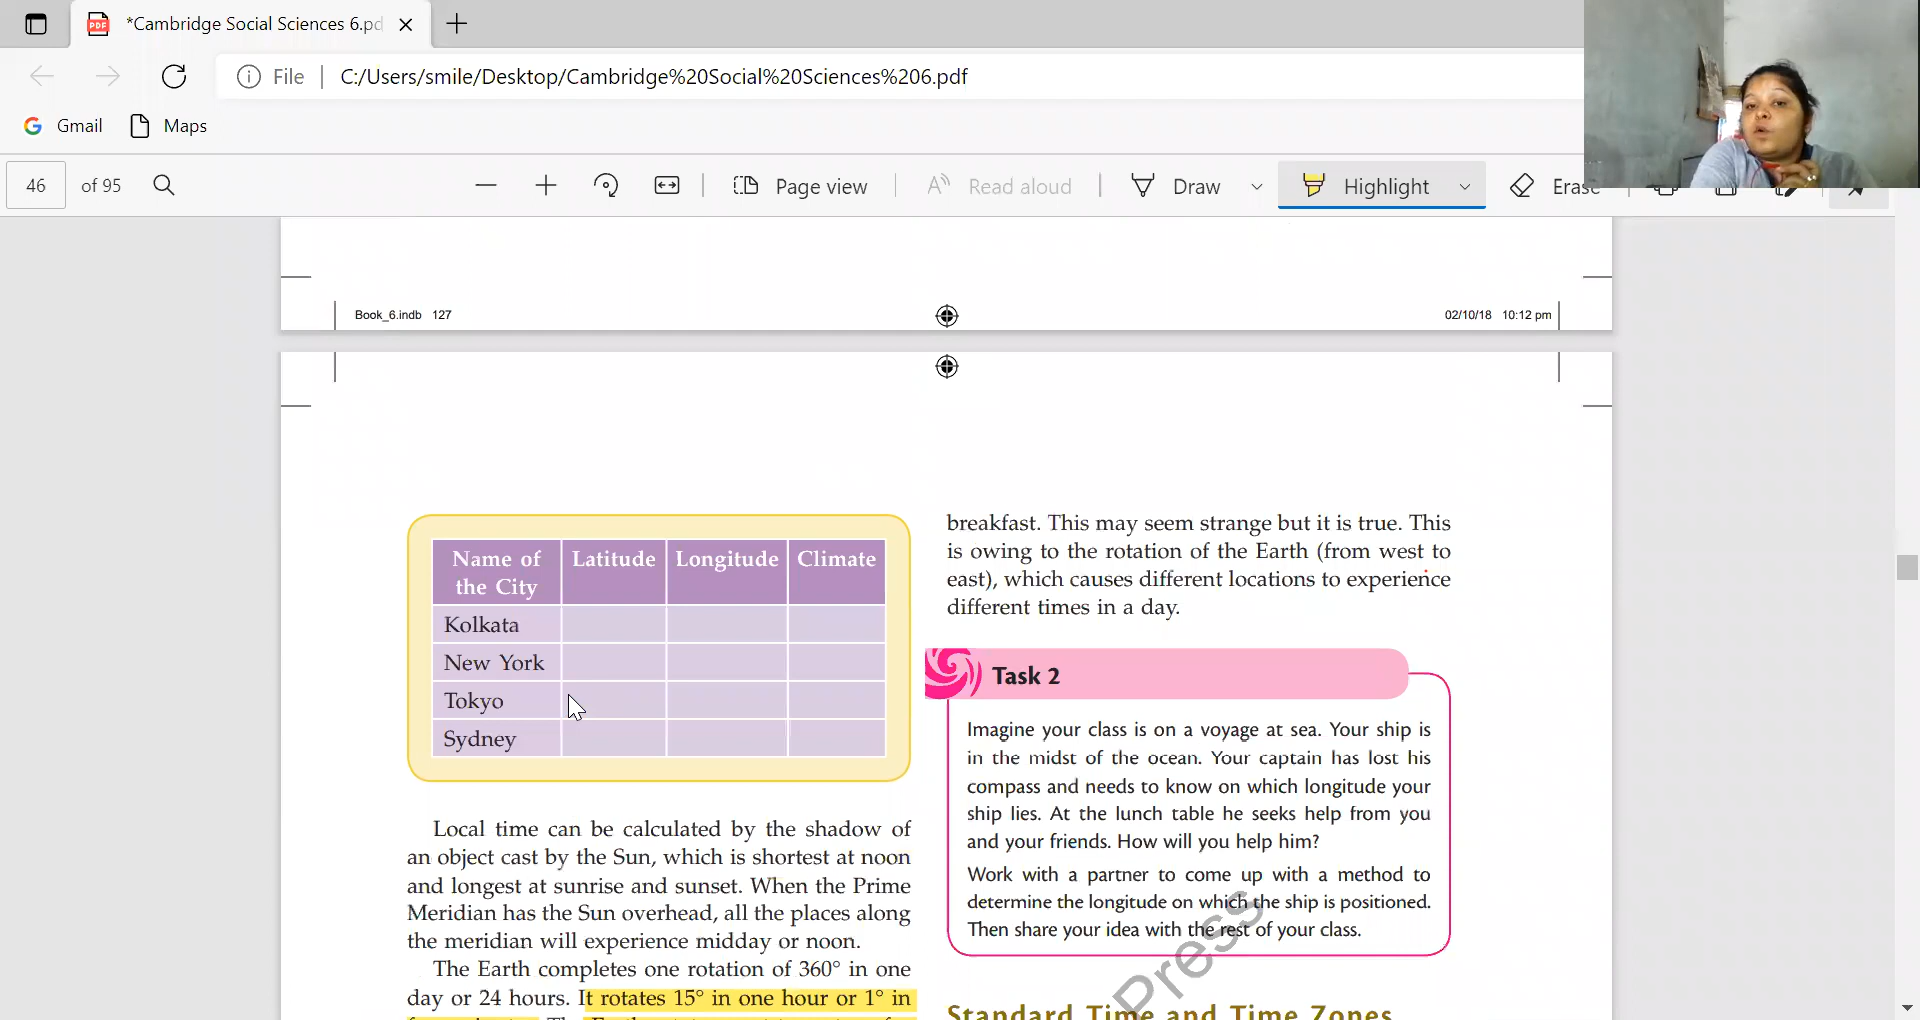 *Cambridge Social Sciences 6.pd
File
C:/Users/smile/Desktop/Cambridge%20Social%20Sciences%206.pdf
Gmail Maps
46 of 95 Page view Read aloud Draw Highlight Erase
Book_6.indb 127 02/10/18 10:12 pm
Name of the City Latitude Longitude Climate
Kolkata
New York
Tokyo
Sydney
Local time can be calculated by the shadow of
an object cast by the Sun, which is shortest at noon
and longest at sunrise and sunset. When the Prime
Meridian has the Sun overhead, all the places along
the meridian will experience midday or noon.
The Earth completes one rotation of 360° in one
day or 24 hours. It rotates 15° in one hour or 1° in
breakfast. This may seem strange but it is true. This
is owing to the rotation of the Earth (from west to
east), which causes different locations to experience
different times in a day.
Task 2
Imagine your class is on a voyage at sea. Your ship is
in the midst of the ocean. Your captain has lost his
compass and needs to know on which longitude your
ship lies. At the lunch table he seeks help from you
and your friends. How will you help him?
Work with a partner to come up with a method to
determine the longitude on which the ship is positioned.
Then share your idea with the rest of your class.
Press
Standard Time and Time Zones